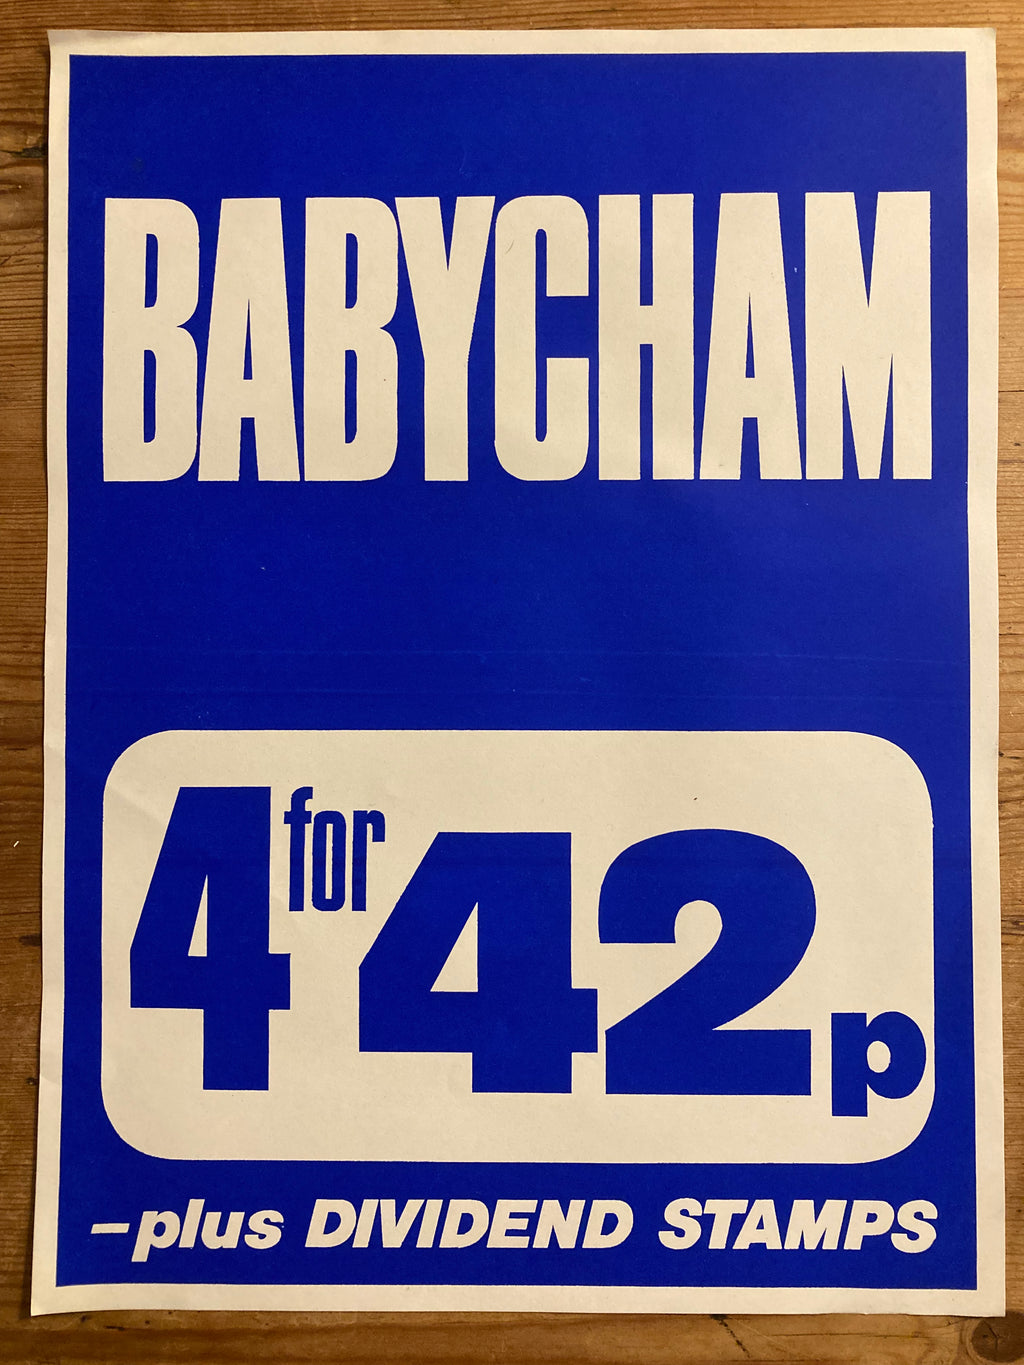 BABYCHAM
4 for 42p
–plus DIVIDEND STAMPS